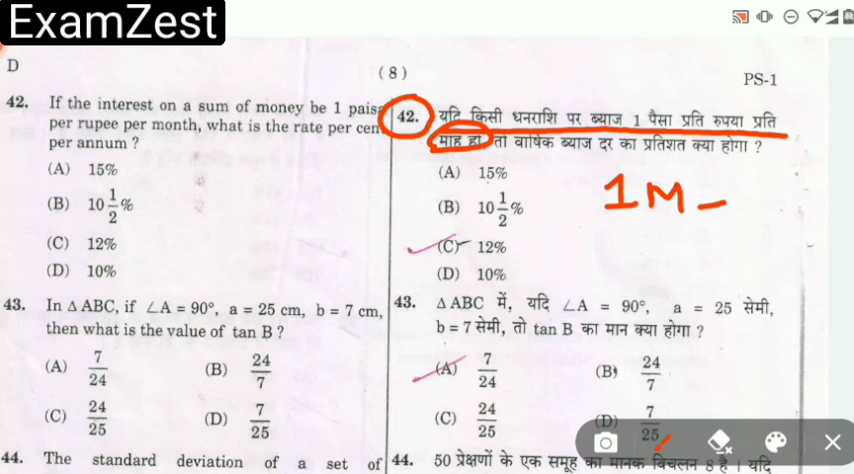 ExamZest
D
(8)
PS-1
42. If the interest on a sum of money be 1 paisa
per rupee per month, what is the rate per cen
per annum ?
(A) 15%
(B) 10 1/2 %
(C) 12%
(D) 10%
43. In Δ ABC, if ∠A = 90°, a = 25 cm, b = 7 cm,
then what is the value of tan B ?
(A) 7/24 (B) 24/7
(C) 24/25 (D) 7/25
44. The standard deviation of a set of
42. यदि किसी धनराशि पर ब्याज 1 पैसा प्रति रुपया प्रति
माह हो तो वार्षिक ब्याज दर का प्रतिशत क्या होगा ?
(A) 15%
(B) 10 1/2 %
(C) 12%
(D) 10%
1M –
43. Δ ABC में, यदि ∠A = 90°, a = 25 सेमी,
b = 7 सेमी, तो tan B का मान क्या होगा ?
(A) 7/24 (B) 24/7
(C) 24/25 (D) 7/25
44. 50 प्रेक्षणों के एक समूह का मानक विचलन 8 है । यदि